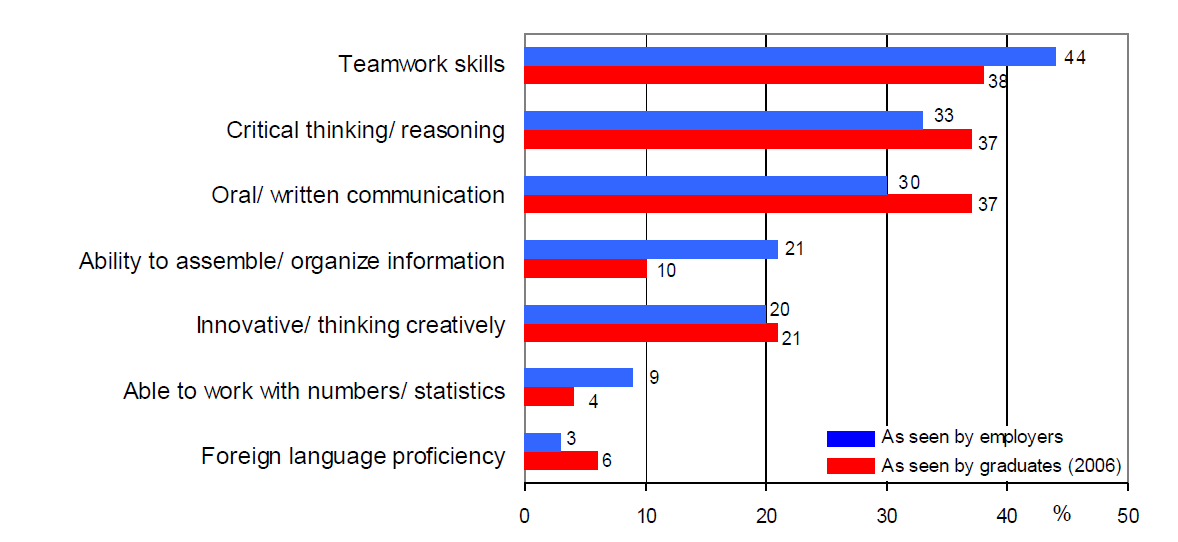 Teamwork skills
44
38
Critical thinking/ reasoning
33
37
Oral/ written communication
30
37
Ability to assemble/ organize information
21
10
Innovative/ thinking creatively
20
21
Able to work with numbers/ statistics
9
4
Foreign language proficiency
3
6
As seen by employers
As seen by graduates (2006)
0 10 20 30 40 % 50